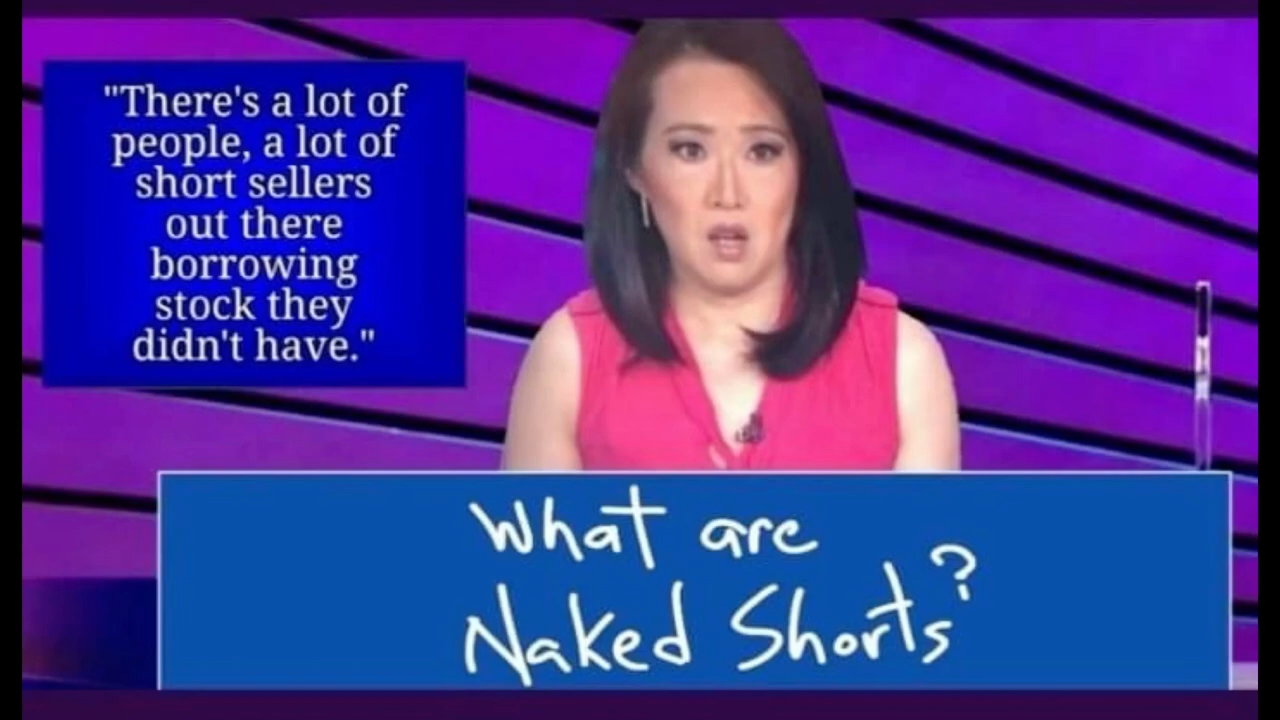 "There's a lot of
people, a lot of
short sellers
out there
borrowing
stock they
didn't have."
What are
Naked Shorts?